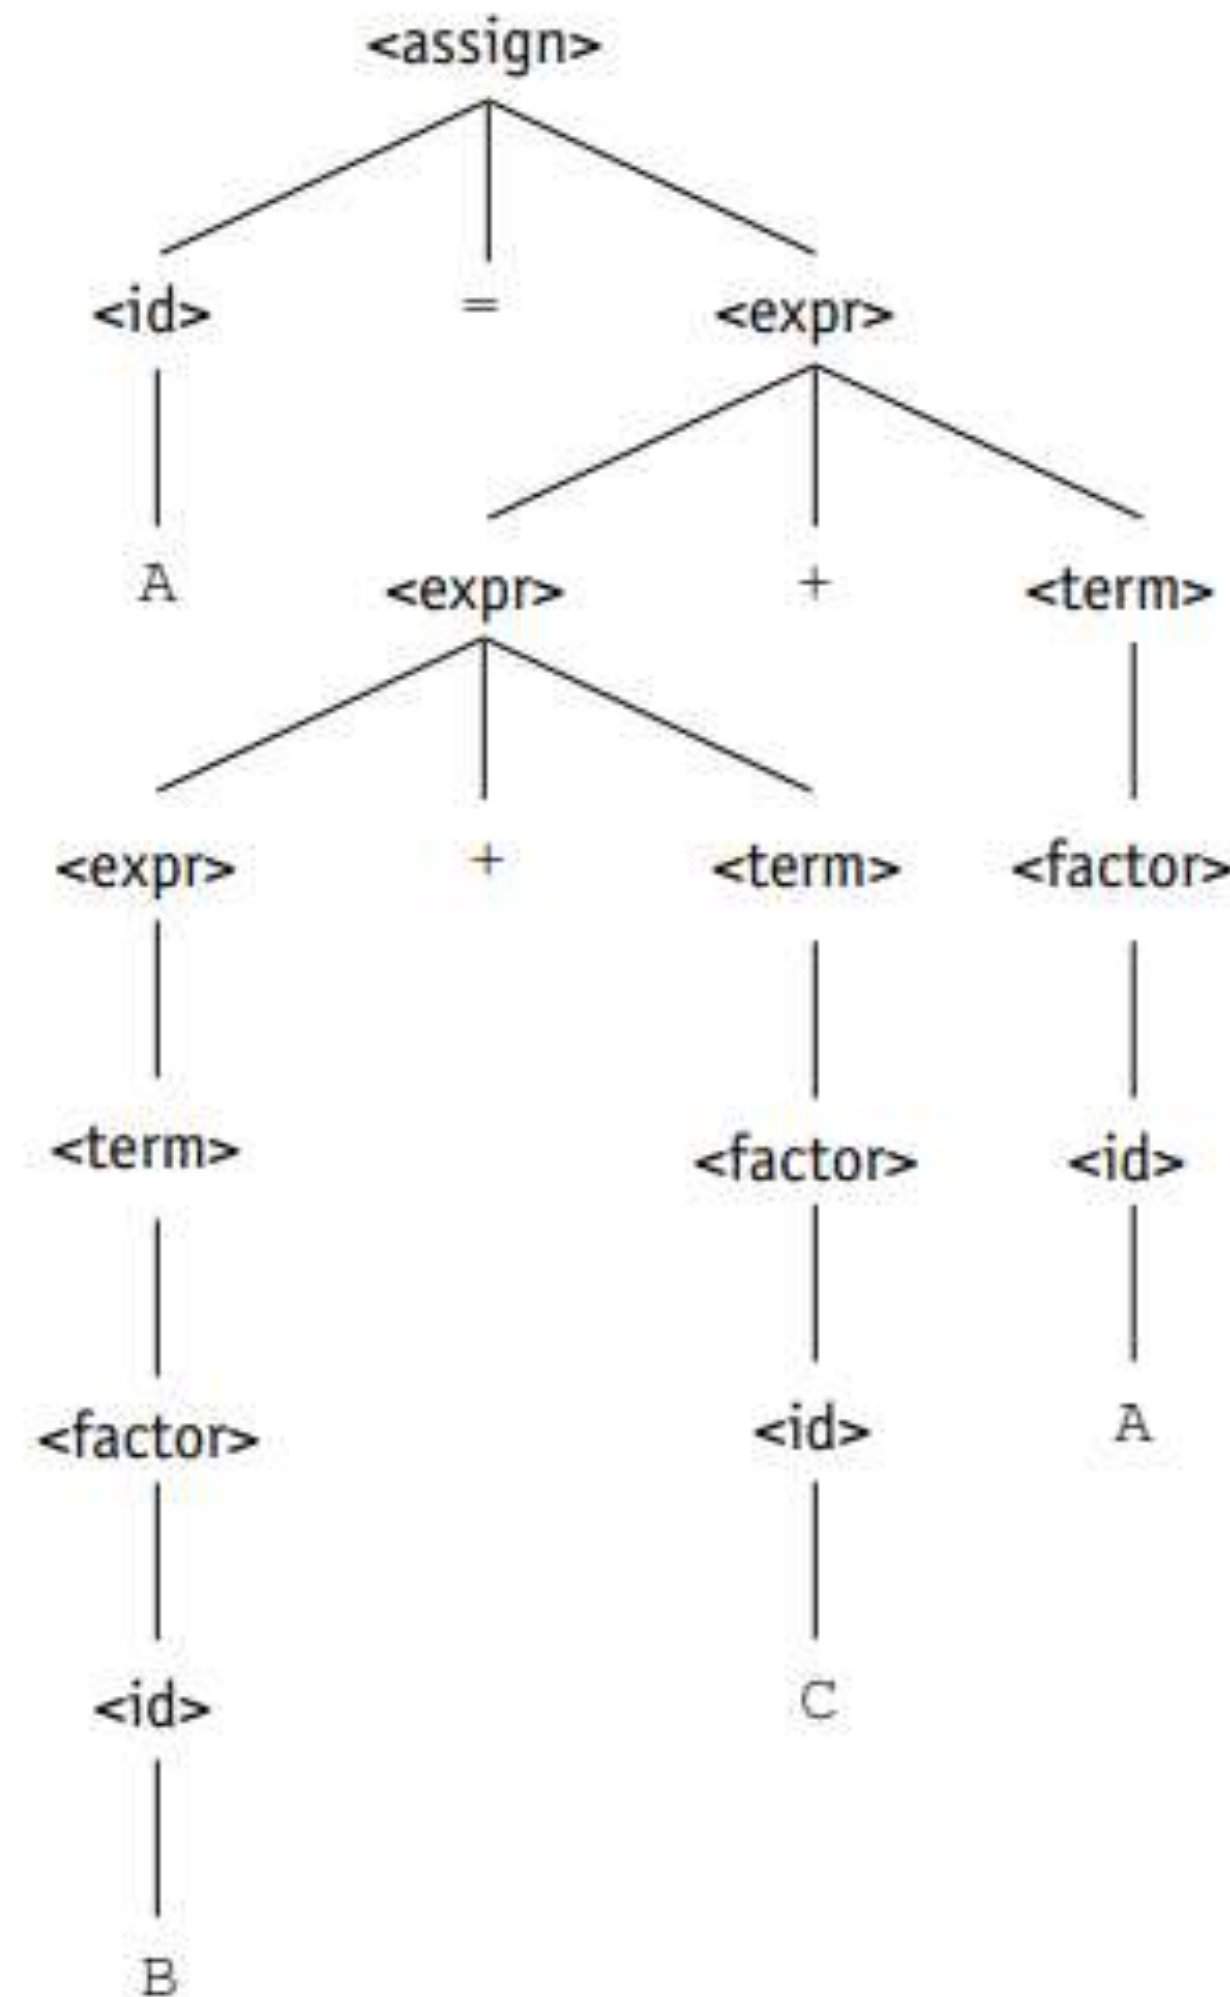 <assign>
<id> = <expr>
A <expr> + <term>
<expr> + <term> <factor>
<term> <factor> <id>
<factor> <id> A
<id> C
B